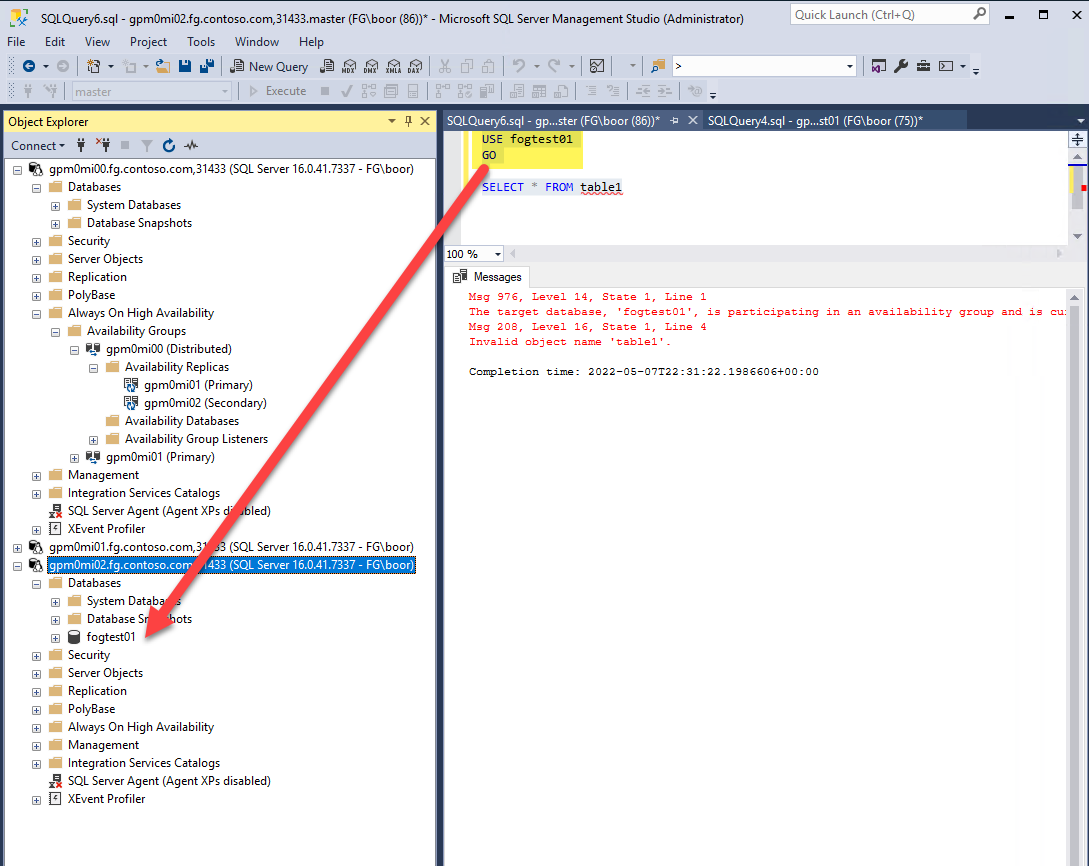 SQLQuery6.sql - gpm0mi02.fg.contoso.com,31433.master (FG\boor (86))* - Microsoft SQL Server Management Studio (Administrator)
Quick Launch (Ctrl+Q)
File Edit View Project Tools Window Help
New Query
MDX DMX XMLA DAX
>
master
Execute
Object Explorer
Connect
gpm0mi00.fg.contoso.com,31433 (SQL Server 16.0.41.7337 - FG\boor)
Databases
System Databases
Database Snapshots
Security
Server Objects
Replication
PolyBase
Always On High Availability
Availability Groups
gpm0mi00 (Distributed)
Availability Replicas
gpm0mi01 (Primary)
gpm0mi02 (Secondary)
Availability Databases
Availability Group Listeners
gpm0mi01 (Primary)
Management
Integration Services Catalogs
SQL Server Agent (Agent XPs disabled)
XEvent Profiler
gpm0mi01.fg.contoso.com,31433 (SQL Server 16.0.41.7337 - FG\boor)
gpm0mi02.fg.contoso.com,31433 (SQL Server 16.0.41.7337 - FG\boor)
Databases
System Databases
Database Snapshots
fogtest01
Security
Server Objects
Replication
PolyBase
Always On High Availability
Management
Integration Services Catalogs
SQL Server Agent (Agent XPs disabled)
XEvent Profiler
SQLQuery6.sql - gp...ster (FG\boor (86))*
SQLQuery4.sql - gp...st01 (FG\boor (75))*
USE fogtest01
GO
SELECT * FROM table1
100 %
Messages
Msg 976, Level 14, State 1, Line 1
The target database, 'fogtest01', is participating in an availability group and is cu
Msg 208, Level 16, State 1, Line 4
Invalid object name 'table1'.
Completion time: 2022-05-07T22:31:22.1986606+00:00